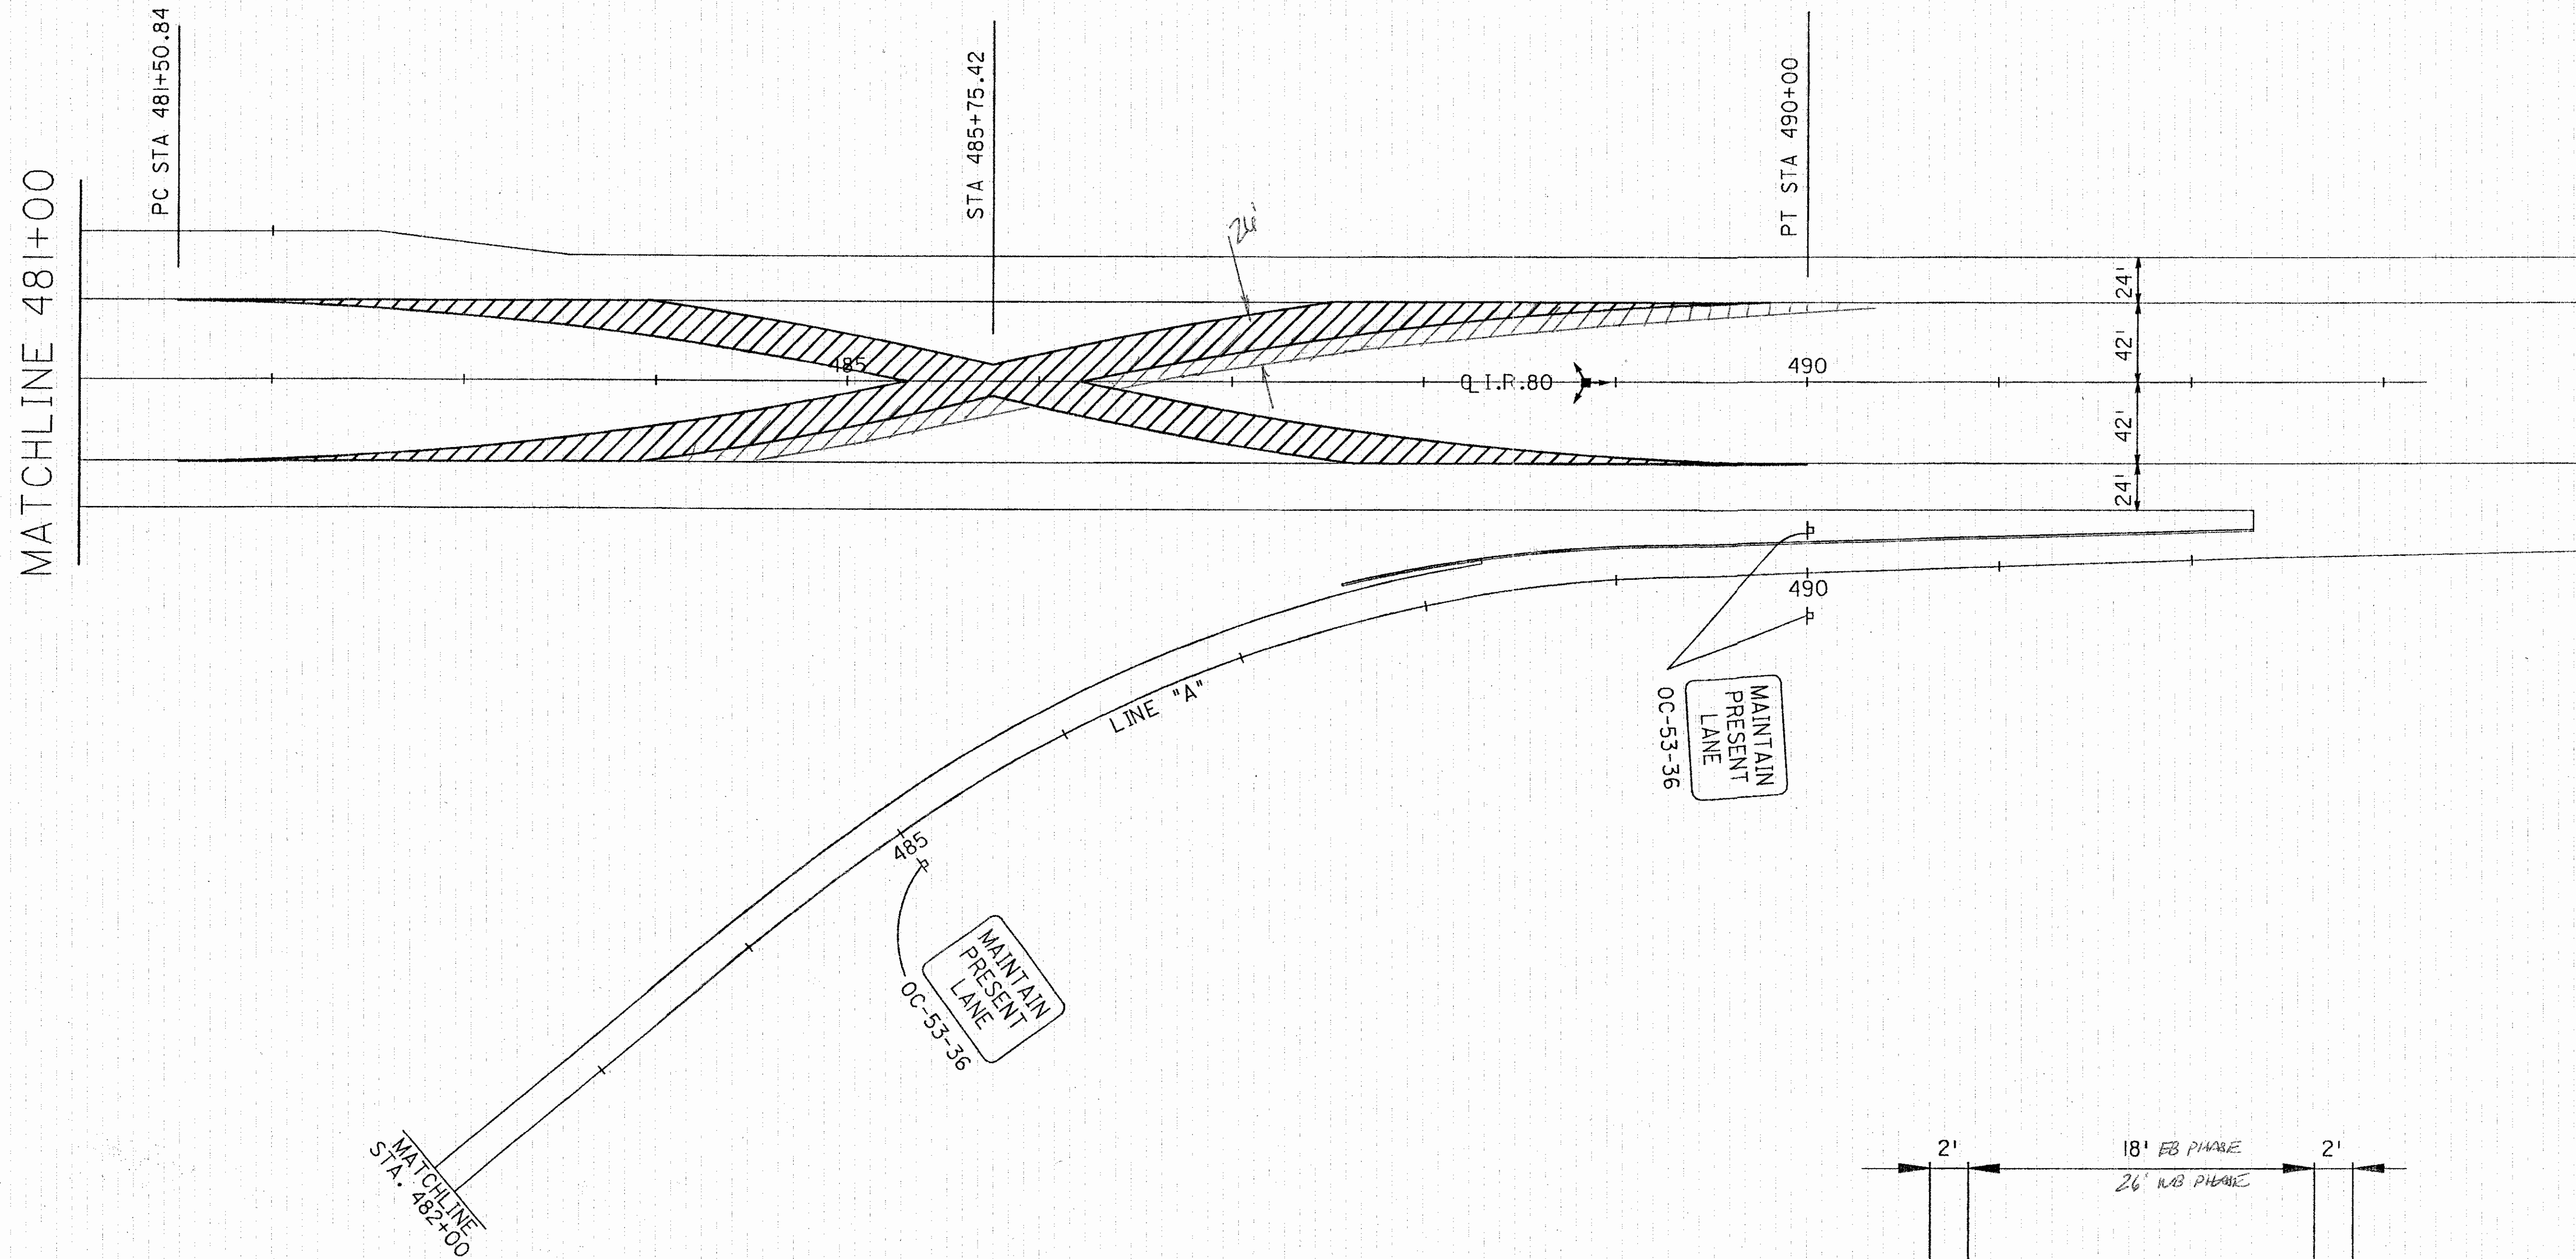 MATCHLINE 481+00
PC STA 481+50.84
STA 485+75.42
PT STA 490+00
485
℄ I.R.80
490
24'
42'
42'
24'
490
MAINTAIN
PRESENT
LANE
OC-53-36
LINE "A"
485
MAINTAIN
PRESENT
LANE
OC-53-36
MATCHLINE
STA. 482+00
2'
18' EB PHASE
2'
26' WB PHASE